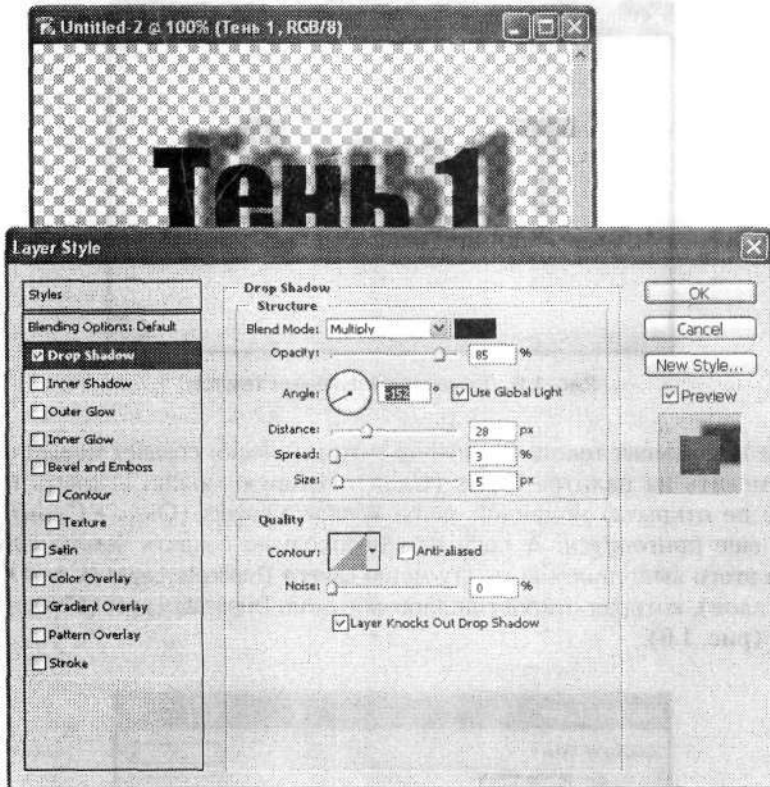 Untitled-2 @ 100% (Тень 1, RGB/8)
Тень 1
Layer Style
Styles
Blending Options: Default
Drop Shadow
Inner Shadow
Outer Glow
Inner Glow
Bevel and Emboss
Contour
Texture
Satin
Color Overlay
Gradient Overlay
Pattern Overlay
Stroke
Drop Shadow
Structure
Blend Mode: Multiply
Opacity: 85 %
Angle: -152 ° Use Global Light
Distance: 28 px
Spread: 3 %
Size: 5 px
Quality
Contour: Anti-aliased
Noise: 0 %
Layer Knocks Out Drop Shadow
OK
Cancel
New Style...
Preview